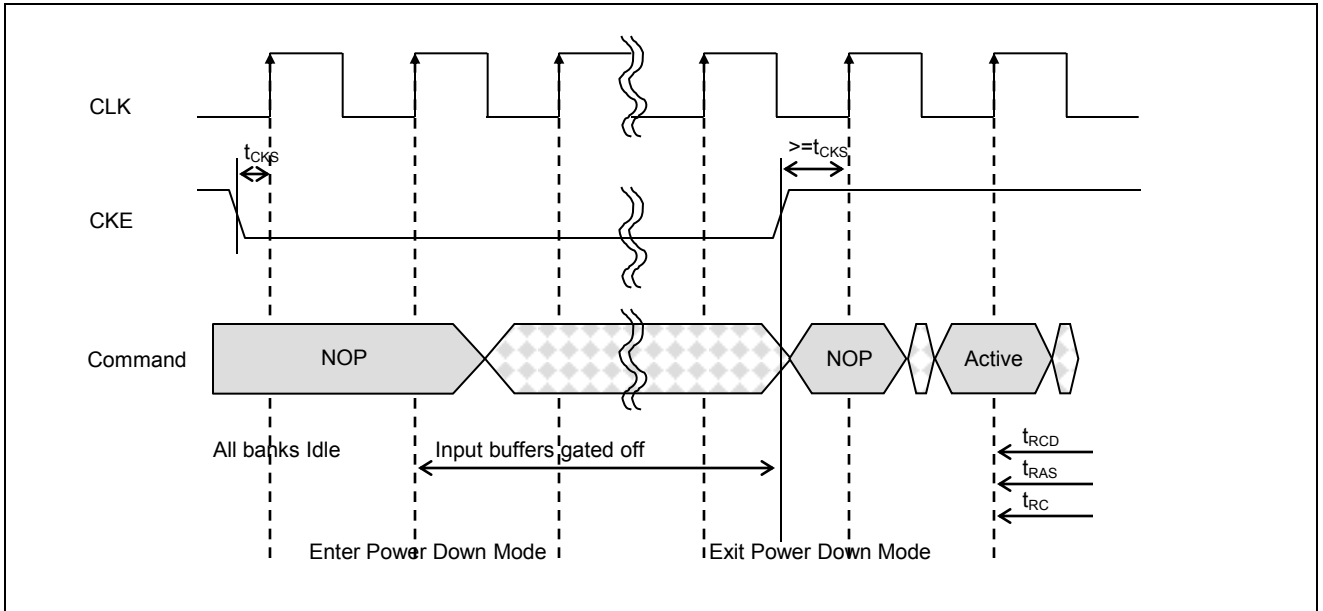 CLK
tCKS
>=tCKS
CKE
Command
NOP
NOP
Active
All banks Idle
Input buffers gated off
tRCD
tRAS
tRC
Enter Power Down Mode
Exit Power Down Mode